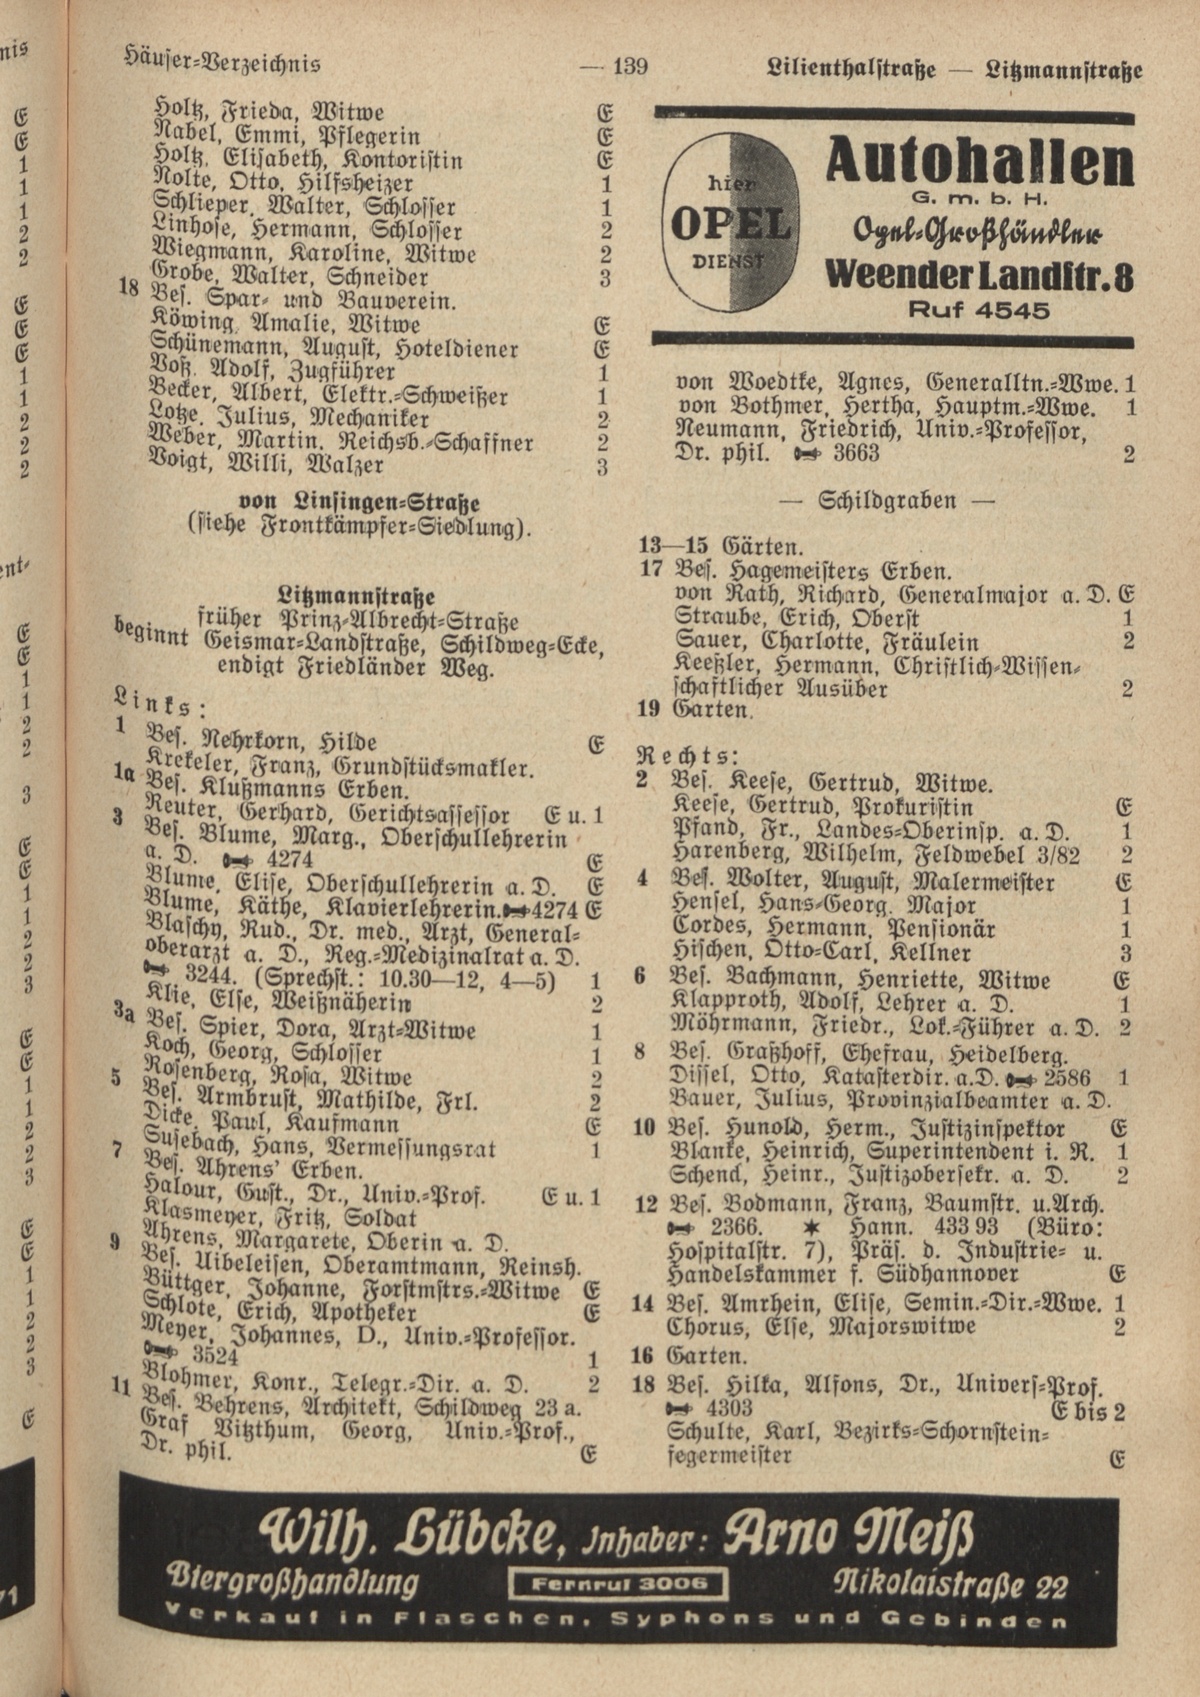 Häuser-Verzeichnis
— 139
Lilienthalstraße — Litzmannstraße
Holtz, Frieda, Witwe E
Nabel, Emmi, Pflegerin E
Holtz, Elisabeth, Kontoristin E
Nolte, Otto, Hilfsheizer 1
Schlieper, Walter, Schlosser 1
Linhose, Hermann, Schlosser 2
Wiegmann, Karoline, Witwe 2
Grobe, Walter, Schneider 3
18 Bes. Spar- und Bauverein.
Köwing, Amalie, Witwe E
Schünemann, August, Hoteldiener E
Voß, Adolf, Zugführer 1
Becker, Albert, Elektr.-Schweißer 1
Lotze, Julius, Mechaniker 2
Weber, Martin, Reichsb.-Schaffner 2
Voigt, Willi, Walzer 3
von Linsingen-Straße
(siehe Frontkämpfer-Siedlung).
Litzmannstraße
früher Prinz-Albrecht-Straße
beginnt Geismar-Landstraße, Schildweg-Ecke,
endigt Friedländer Weg.
Links:
1 Bes. Nehrkorn, Hilde E
Krekeler, Franz, Grundstücksmakler.
1a Bes. Klußmanns Erben.
Reuter, Gerhard, Gerichtsassessor E u. 1
3 Bes. Blume, Marg., Oberschullehrerin
a. D. 4274 E
Blume, Elise, Oberschullehrerin a. D. E
Blume, Käthe, Klavierlehrerin. 4274 E
Blaschy, Rud., Dr. med., Arzt, General-
oberarzt a. D., Reg.-Medizinalrat a. D.
3244. (Sprechst.: 10.30—12, 4—5) 1
Klie, Else, Weißnäherin 2
3a Bes. Spier, Dora, Arzt-Witwe 1
Koch, Georg, Schlosser 1
Rosenberg, Rosa, Witwe 2
5 Bes. Armbrust, Mathilde, Frl. 2
Dicke, Paul, Kaufmann E
Susebach, Hans, Vermessungsrat 1
7 Bes. Ahrens' Erben.
Halour, Gust., Dr., Univ.-Prof. E u. 1
Klasmeyer, Fritz, Soldat
Ahrens, Margarete, Oberin a. D.
9 Bes. Uibeleisen, Oberamtmann, Reinsh.
Büttger, Johanne, Forstmstrs.-Witwe E
Schlote, Erich, Apotheker E
Meyer, Johannes, D., Univ.-Professor.
3524 1
Blohmer, Konr., Telegr.-Dir. a. D. 2
11 Bes. Behrens, Architekt, Schildweg 23 a.
Graf Vitzthum, Georg, Univ.-Prof.,
Dr. phil. E
hier
OPEL
DIENST
Autohallen
G. m. b. H.
Opel-Großhändler
Weender Landstr. 8
Ruf 4545
von Woedtke, Agnes, Generalltn.-Wwe. 1
von Bothmer, Hertha, Hauptm.-Wwe. 1
Neumann, Friedrich, Univ.-Professor,
Dr. phil. 3663 2
— Schildgraben —
13—15 Gärten.
17 Bes. Hagemeisters Erben.
von Rath, Richard, Generalmajor a. D. E
Straube, Erich, Oberst 1
Sauer, Charlotte, Fräulein 2
Keeßler, Hermann, Christlich-Wissen-
schaftlicher Ausüber 2
19 Garten.
Rechts:
2 Bes. Keese, Gertrud, Witwe.
Keese, Gertrud, Prokuristin E
Pfand, Fr., Landes-Oberinsp. a. D. 1
Harenberg, Wilhelm, Feldwebel 3/82 2
4 Bes. Wolter, August, Malermeister E
Hensel, Hans-Georg, Major 1
Cordes, Hermann, Pensionär 1
Hischen, Otto-Carl, Kellner 3
6 Bes. Bachmann, Henriette, Witwe E
Klapproth, Adolf, Lehrer a. D. 1
Möhrmann, Friedr., Lok.-Führer a. D. 2
8 Bes. Graßhoff, Ehefrau, Heidelberg.
Dissel, Otto, Katasterdir. a.D. 2586 1
Bauer, Julius, Provinzialbeamter a. D.
10 Bes. Hunold, Herm., Justizinspektor E
Blanke, Heinrich, Superintendent i. R. 1
Schenck, Heinr., Justizobersekr. a. D. 2
12 Bes. Bodmann, Franz, Baumstr. u.Arch.
2366. ✶ Hann. 433 93 (Büro:
Hospitalstr. 7), Präs. d. Industrie- u.
Handelskammer f. Südhannover E
14 Bes. Amrhein, Elise, Semin.-Dir.-Wwe. 1
Chorus, Else, Majorswitwe 2
16 Garten.
18 Bes. Hilka, Alfons, Dr., Univers-Prof.
4303 E bis 2
Schulte, Karl, Bezirks-Schornstein-
fegermeister E
Wilh. Lübcke, Inhaber: Arno Meiß
Biergroßhandlung Fernruf 3006 Nikolaistraße 22
Verkauf in Flaschen, Syphons und Gebinden